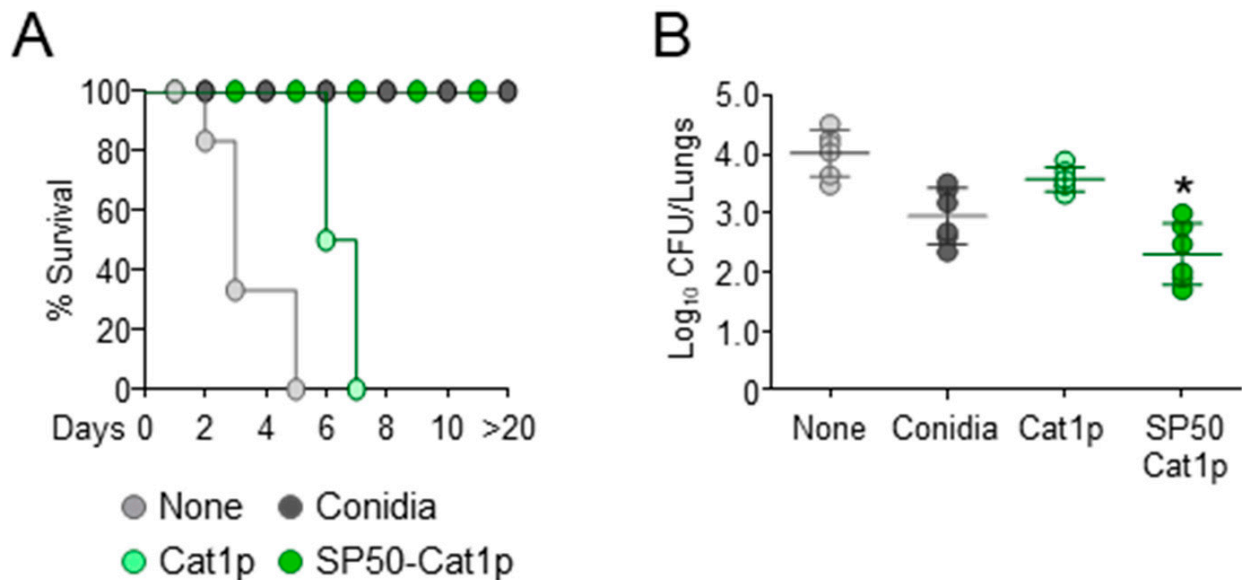 A
% Survival
100
80
60
40
20
0
Days 0 2 4 6 8 10 >20
None Conidia
Cat1p SP50-Cat1p
B
Log₁₀ CFU/Lungs
5.0
4.0
3.0
2.0
1.0
0
*
None Conidia Cat1p SP50
Cat1p